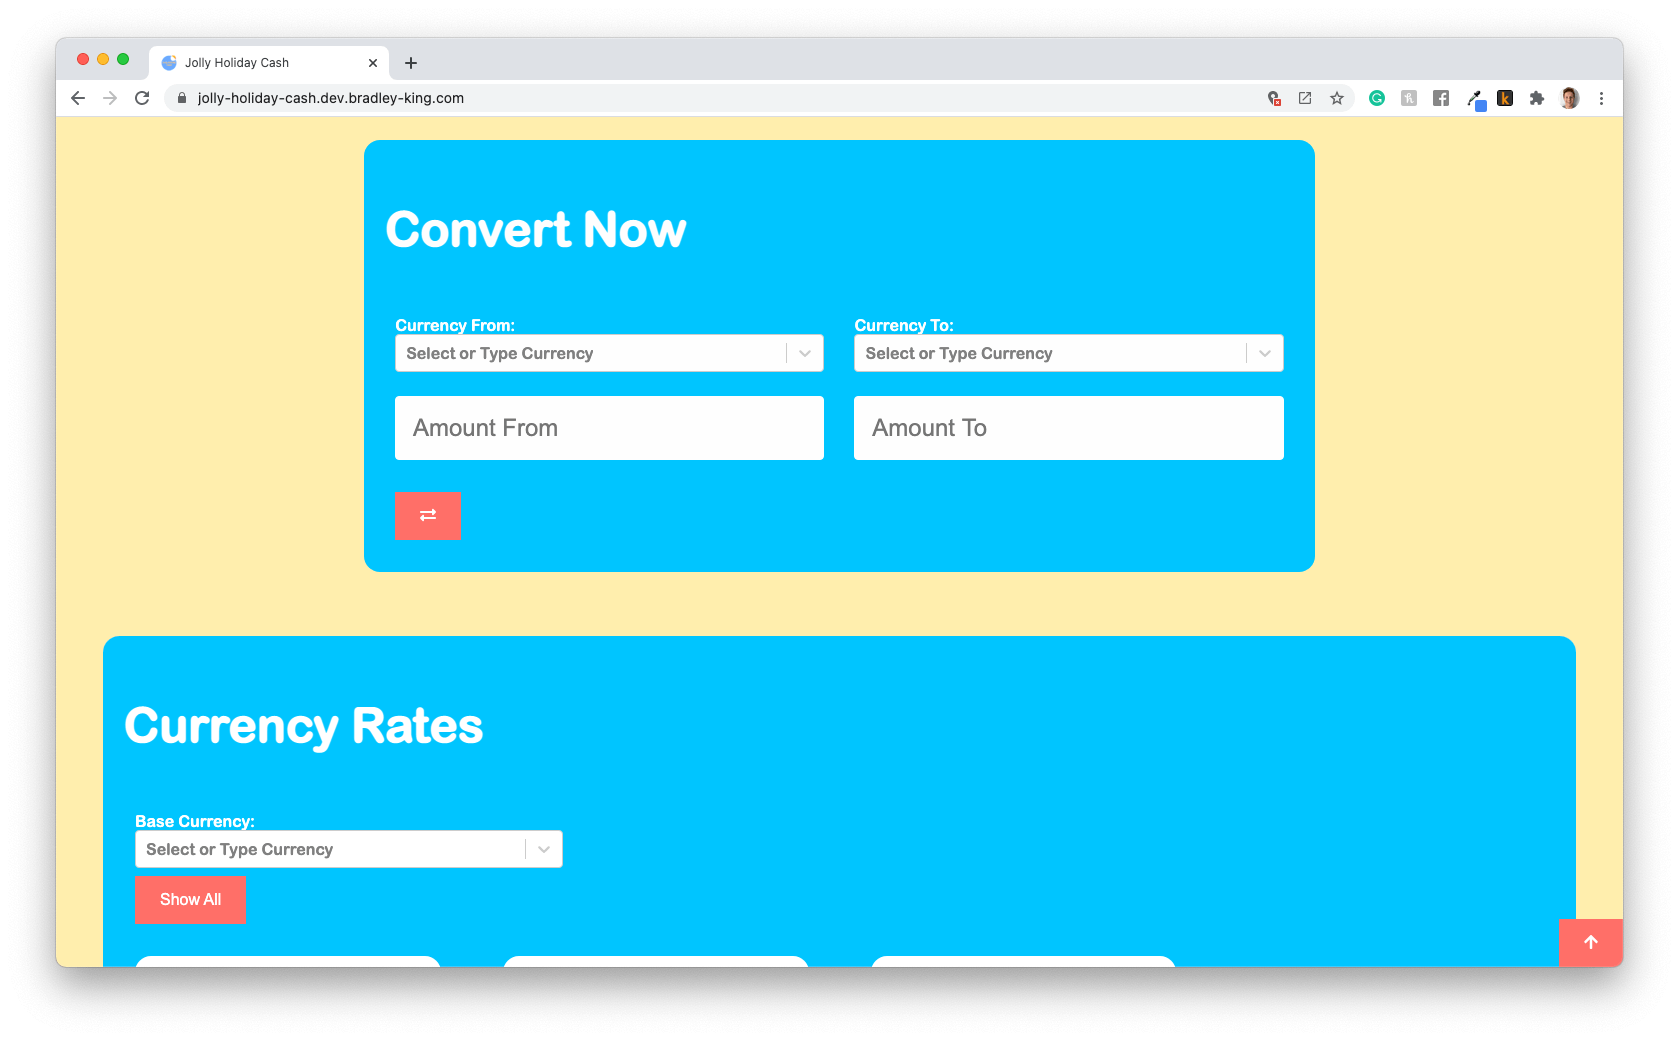 Jolly Holiday Cash
jolly-holiday-cash.dev.bradley-king.com
Convert Now
Currency From:
Currency To:
Select or Type Currency
Select or Type Currency
Amount From
Amount To
Currency Rates
Base Currency:
Select or Type Currency
Show All